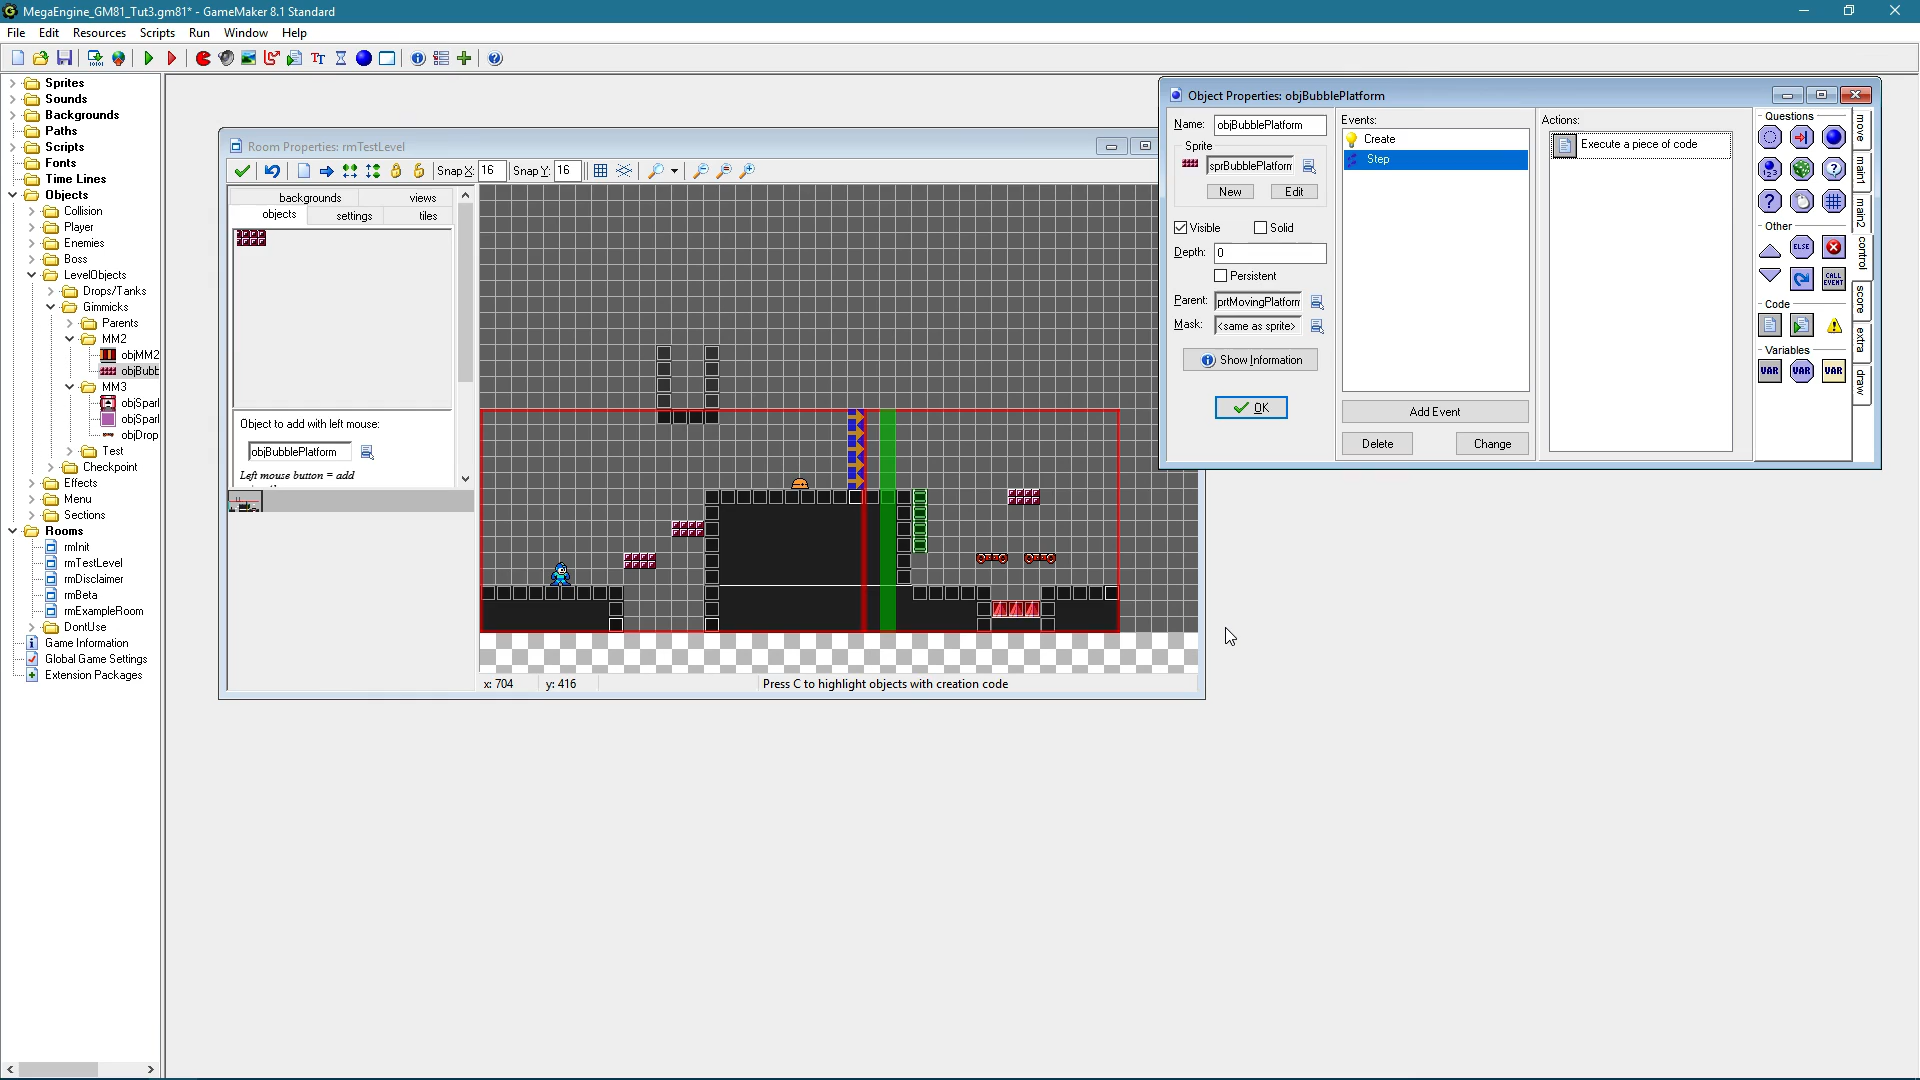 MegaEngine_GM81_Tut3.gm81* - GameMaker 8.1 Standard
File Edit Resources Scripts Run Window Help
Sprites
Sounds
Backgrounds
Paths
Scripts
Fonts
Time Lines
Objects
Collision
Player
Enemies
Boss
LevelObjects
Drops/Tanks
Gimmicks
Parents
MM2
objMM2
objBubb
MM3
objSparl
objSparl
objDrop
Test
Checkpoint
Effects
Menu
Sections
Rooms
rmInit
rmTestLevel
rmDisclaimer
rmBeta
rmExampleRoom
DontUse
Game Information
Global Game Settings
Extension Packages
Room Properties: rmTestLevel
Snap X: 16 Snap Y: 16
backgrounds views
objects settings tiles
Object to add with left mouse:
objBubblePlatform
Left mouse button = add
x: 704 y: 416 Press C to highlight objects with creation code
Object Properties: objBubblePlatform
Name: objBubblePlatform
Sprite
sprBubblePlatform
New Edit
Visible Solid
Depth: 0
Persistent
Parent: prtMovingPlatform
Mask: <same as sprite>
Show Information
OK
Events:
Create
Step
Add Event
Delete Change
Actions:
Execute a piece of code
Questions
Other
ELSE
CALL EVENT
Code
Variables
VAR VAR VAR
move
main1
main2
control
score
extra
draw